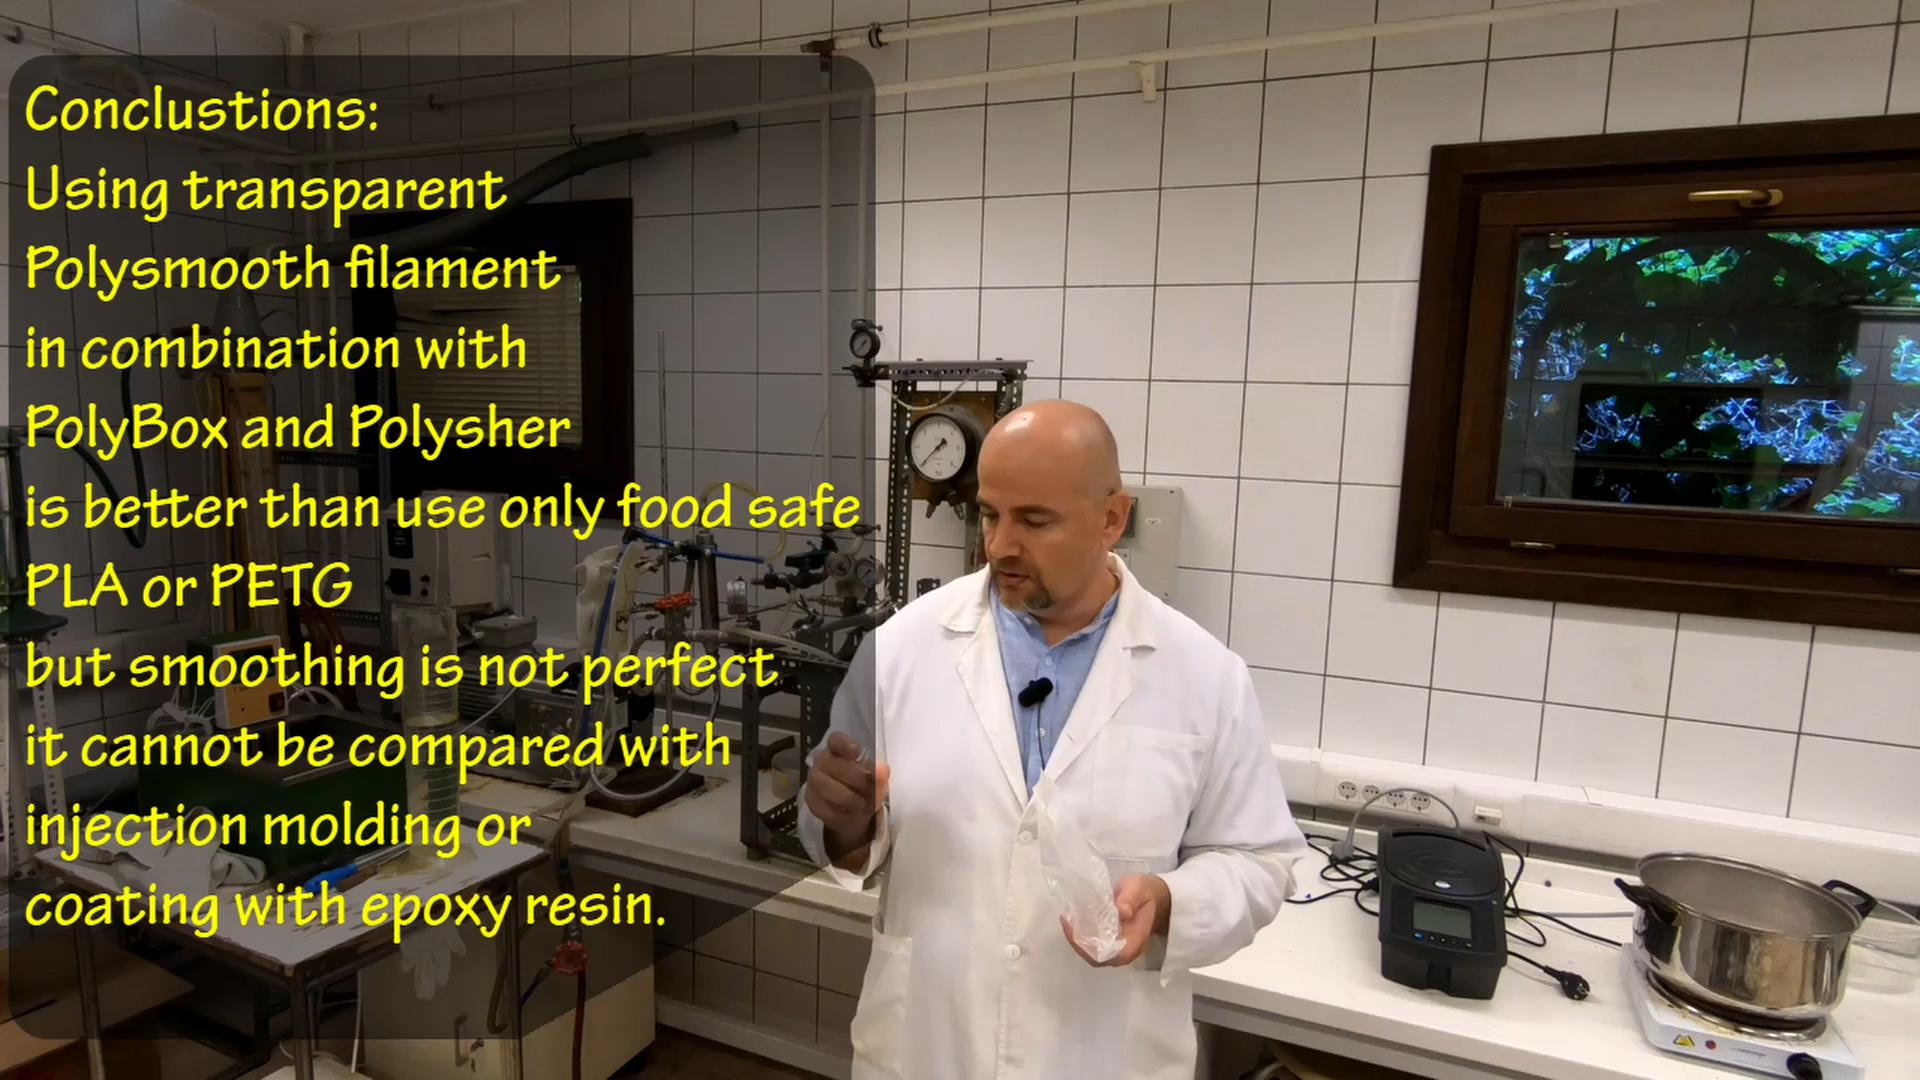 Conclustions:
Using transparent
Polysmooth filament
in combination with
PolyBox and Polysher
is better than use only food safe
PLA or PETG
but smoothing is not perfect
it cannot be compared with
injection molding or
coating with epoxy resin.